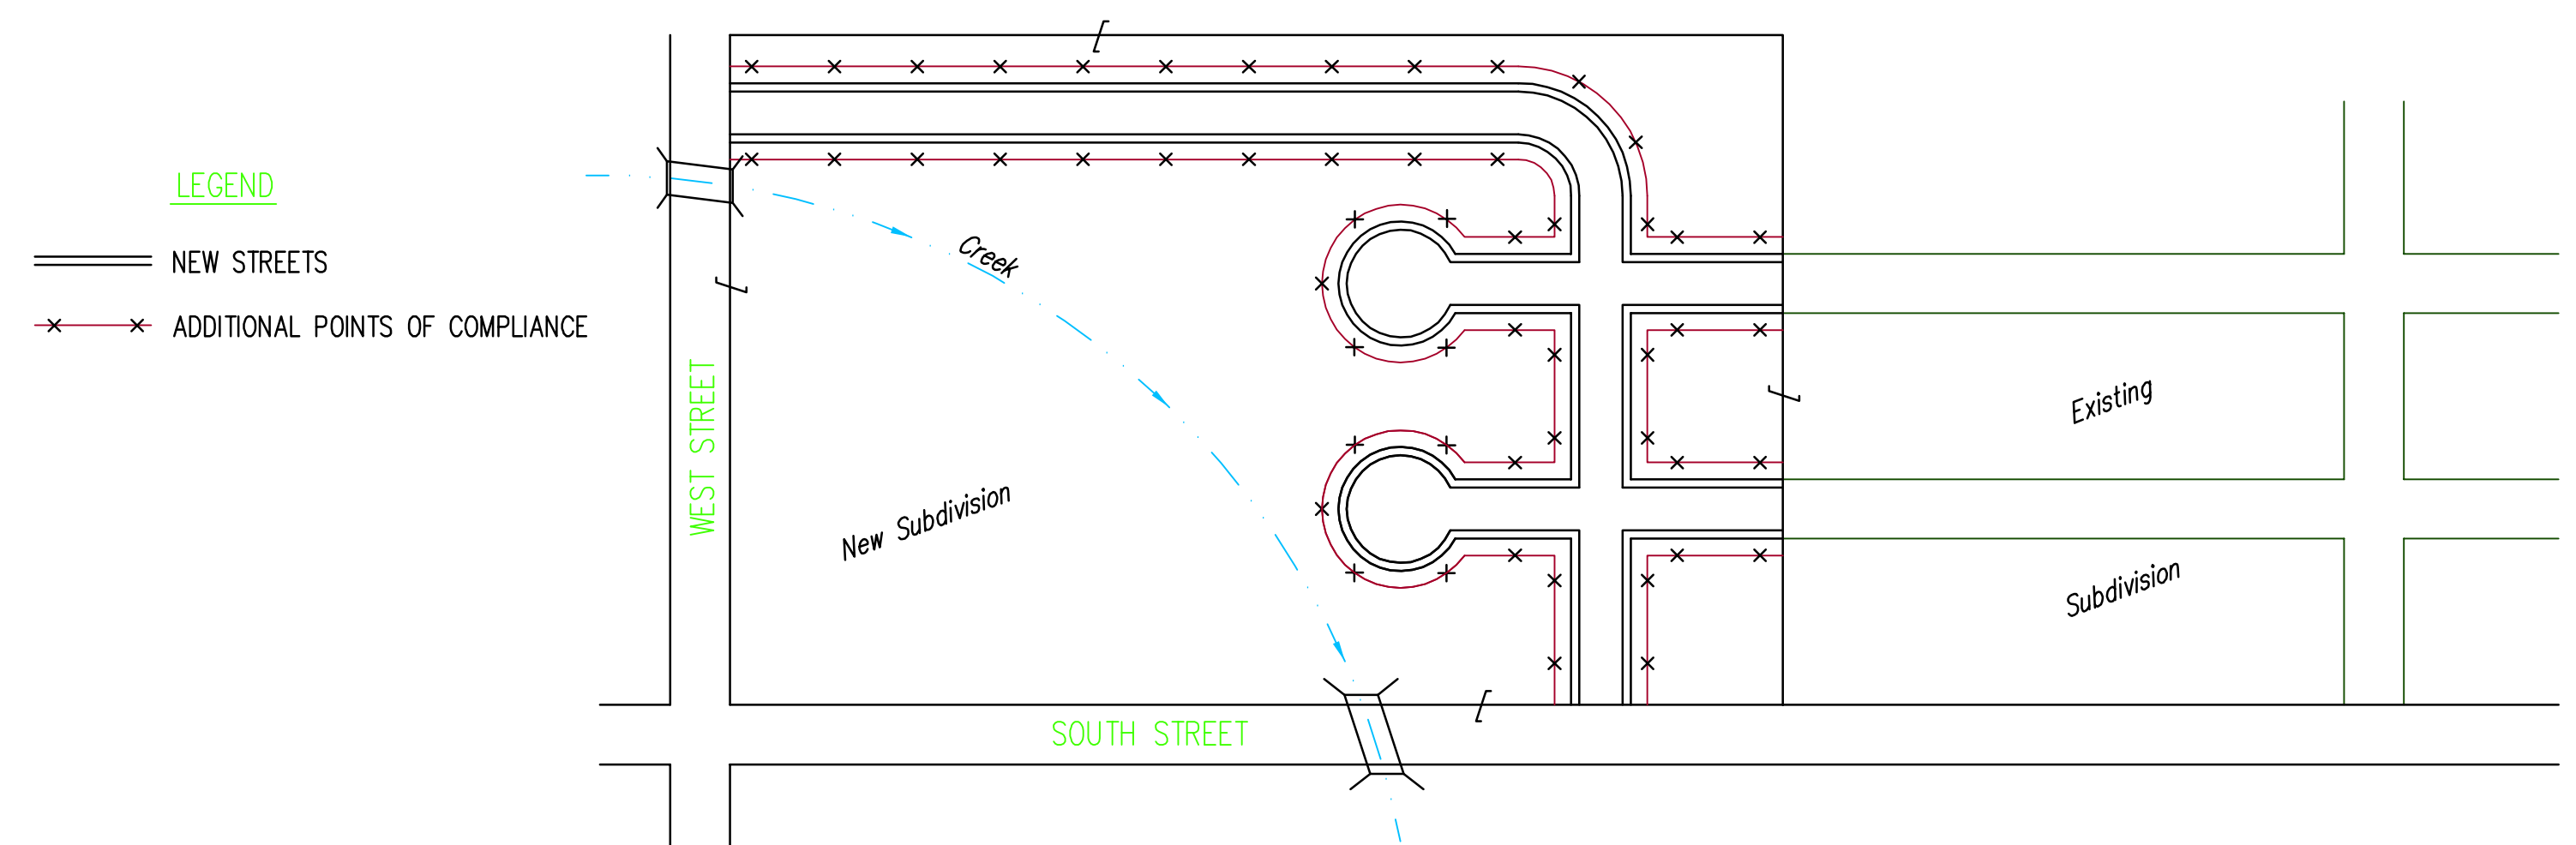 LEGEND
NEW STREETS
ADDITIONAL POINTS OF COMPLIANCE
WEST STREET
Creek
New Subdivision
SOUTH STREET
Existing
Subdivision